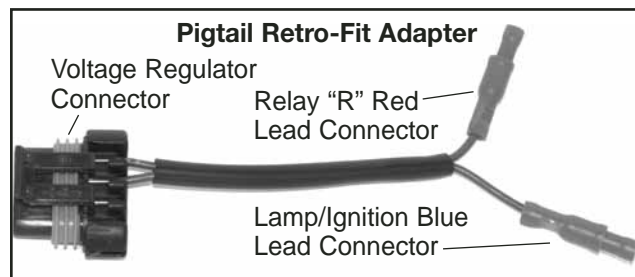 Pigtail Retro-Fit Adapter
Voltage Regulator
Connector
Relay “R” Red
Lead Connector
Lamp/Ignition Blue
Lead Connector